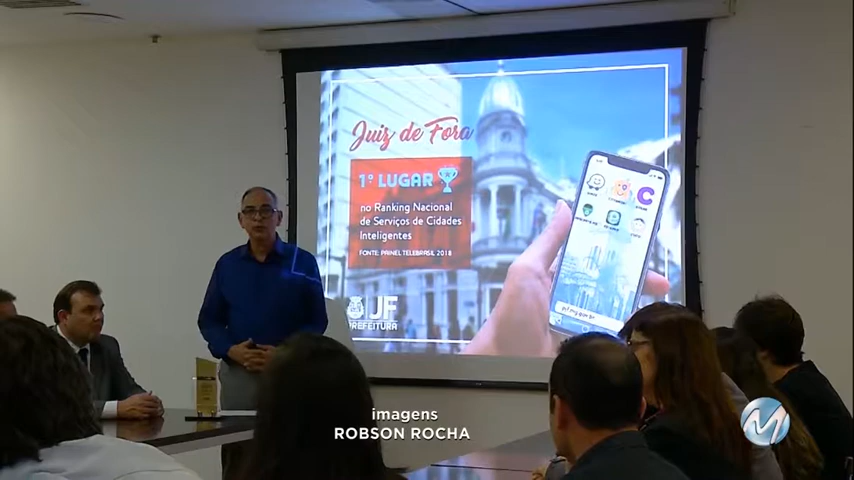 Juiz de Fora
1º LUGAR
no Ranking Nacional
de Serviços de Cidades
Inteligentes
FONTE: PAINEL TELEBRASIL 2018
JF
PREFEITURA
imagens
ROBSON ROCHA
M